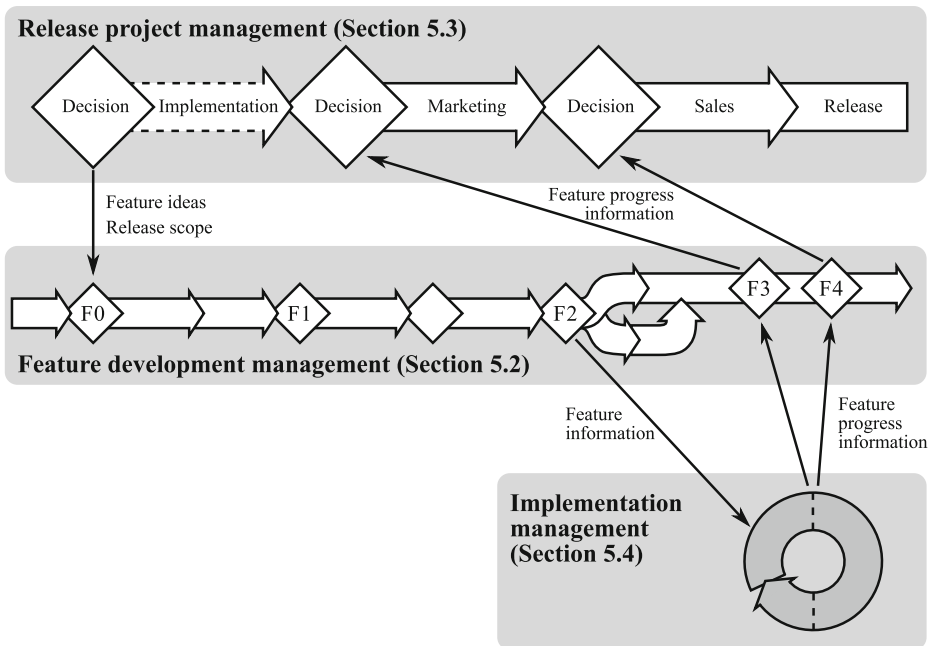 Release project management (Section 5.3)
Decision
Implementation
Decision
Marketing
Decision
Sales
Release
Feature ideas
Release scope
Feature progress
information
F0
F1
F2
F3
F4
Feature development management (Section 5.2)
Feature
information
Feature
progress
information
Implementation
management
(Section 5.4)